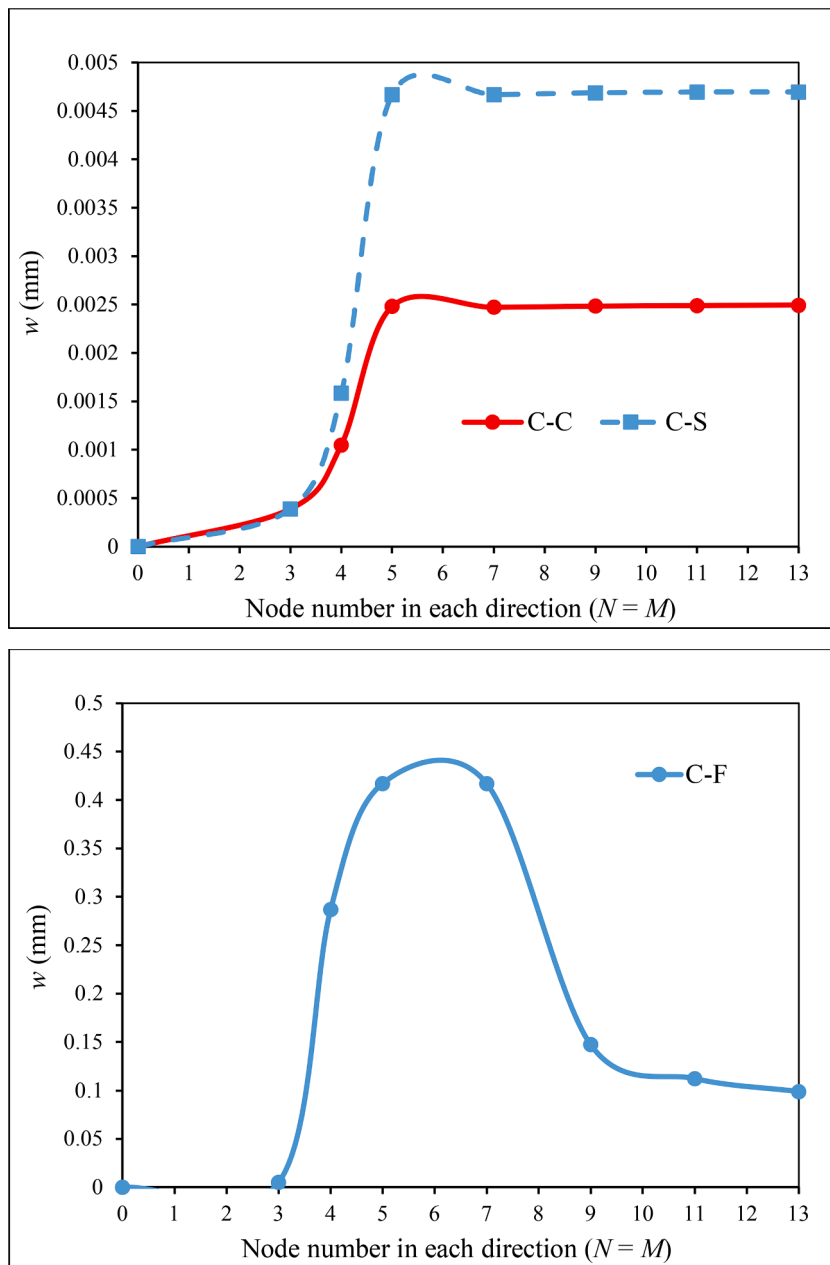 0.005
0.0045
0.004
0.0035
0.003
0.0025
0.002
0.0015
0.001
0.0005
0
w (mm)
C-C C-S
0 1 2 3 4 5 6 7 8 9 10 11 12 13
Node number in each direction (N = M)
0.5
0.45
0.4
0.35
0.3
0.25
0.2
0.15
0.1
0.05
0
w (mm)
C-F
0 1 2 3 4 5 6 7 8 9 10 11 12 13
Node number in each direction (N = M)